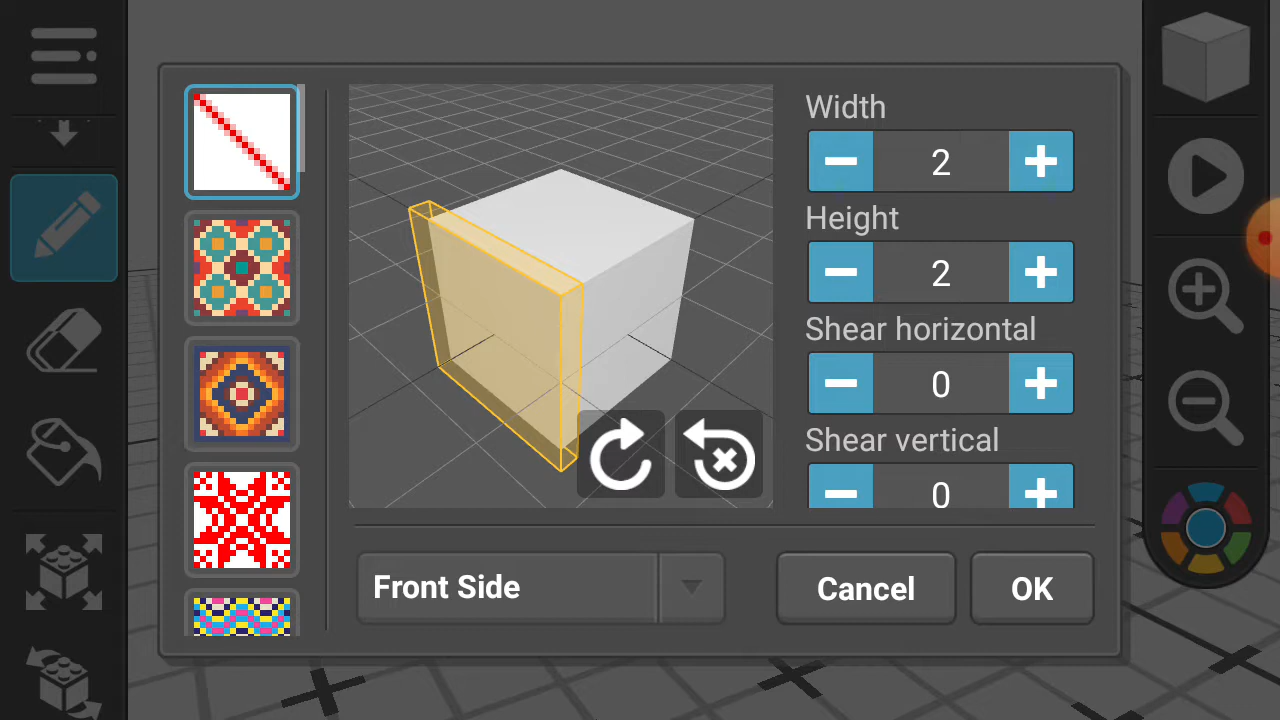 Width
2
Height
2
Shear horizontal
0
Shear vertical
0
Front Side
Cancel
OK